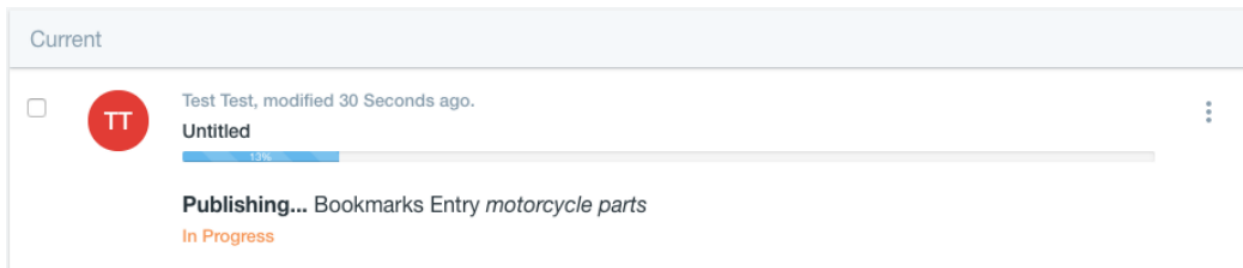 Current
TT
Test Test, modified 30 Seconds ago.
Untitled
13%
Publishing... Bookmarks Entry motorcycle parts
In Progress